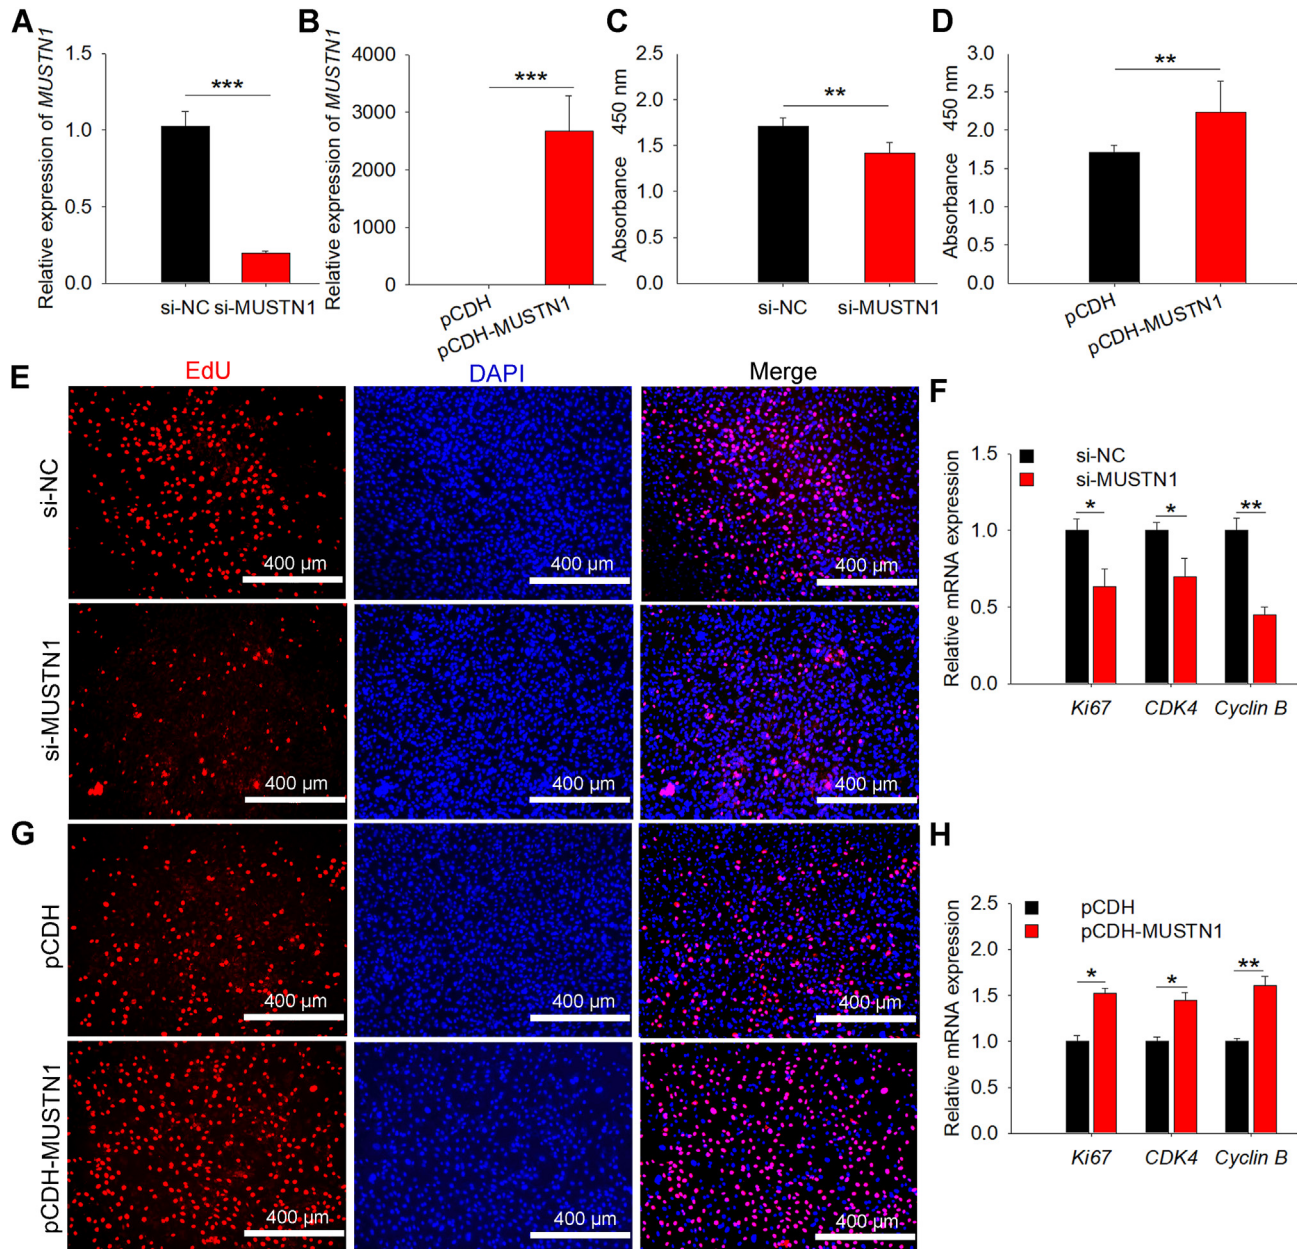 A
Relative expression of MUSTN1
1.5
1.0
0.5
0.0
***
si-NC si-MUSTN1
B
Relative expression of MUSTN1
4000
3000
2000
1000
0
***
pCDH
pCDH-MUSTN1
C
Absorbance 450 nm
2.5
2.0
1.5
1.0
0.5
0.0
**
si-NC si-MUSTN1
D
Absorbance 450 nm
3.0
2.5
2.0
1.5
1.0
0.5
0.0
**
pCDH
pCDH-MUSTN1
E
EdU DAPI Merge
si-NC
400 µm 400 µm 400 µm
si-MUSTN1
400 µm 400 µm 400 µm
F
Relative mRNA expression
1.5
1.0
0.5
0.0
si-NC
si-MUSTN1
* * **
Ki67 CDK4 Cyclin B
G
pCDH
400 µm 400 µm 400 µm
pCDH-MUSTN1
400 µm 400 µm 400 µm
H
Relative mRNA expression
2.5
2.0
1.5
1.0
0.5
0.0
pCDH
pCDH-MUSTN1
* * **
Ki67 CDK4 Cyclin B